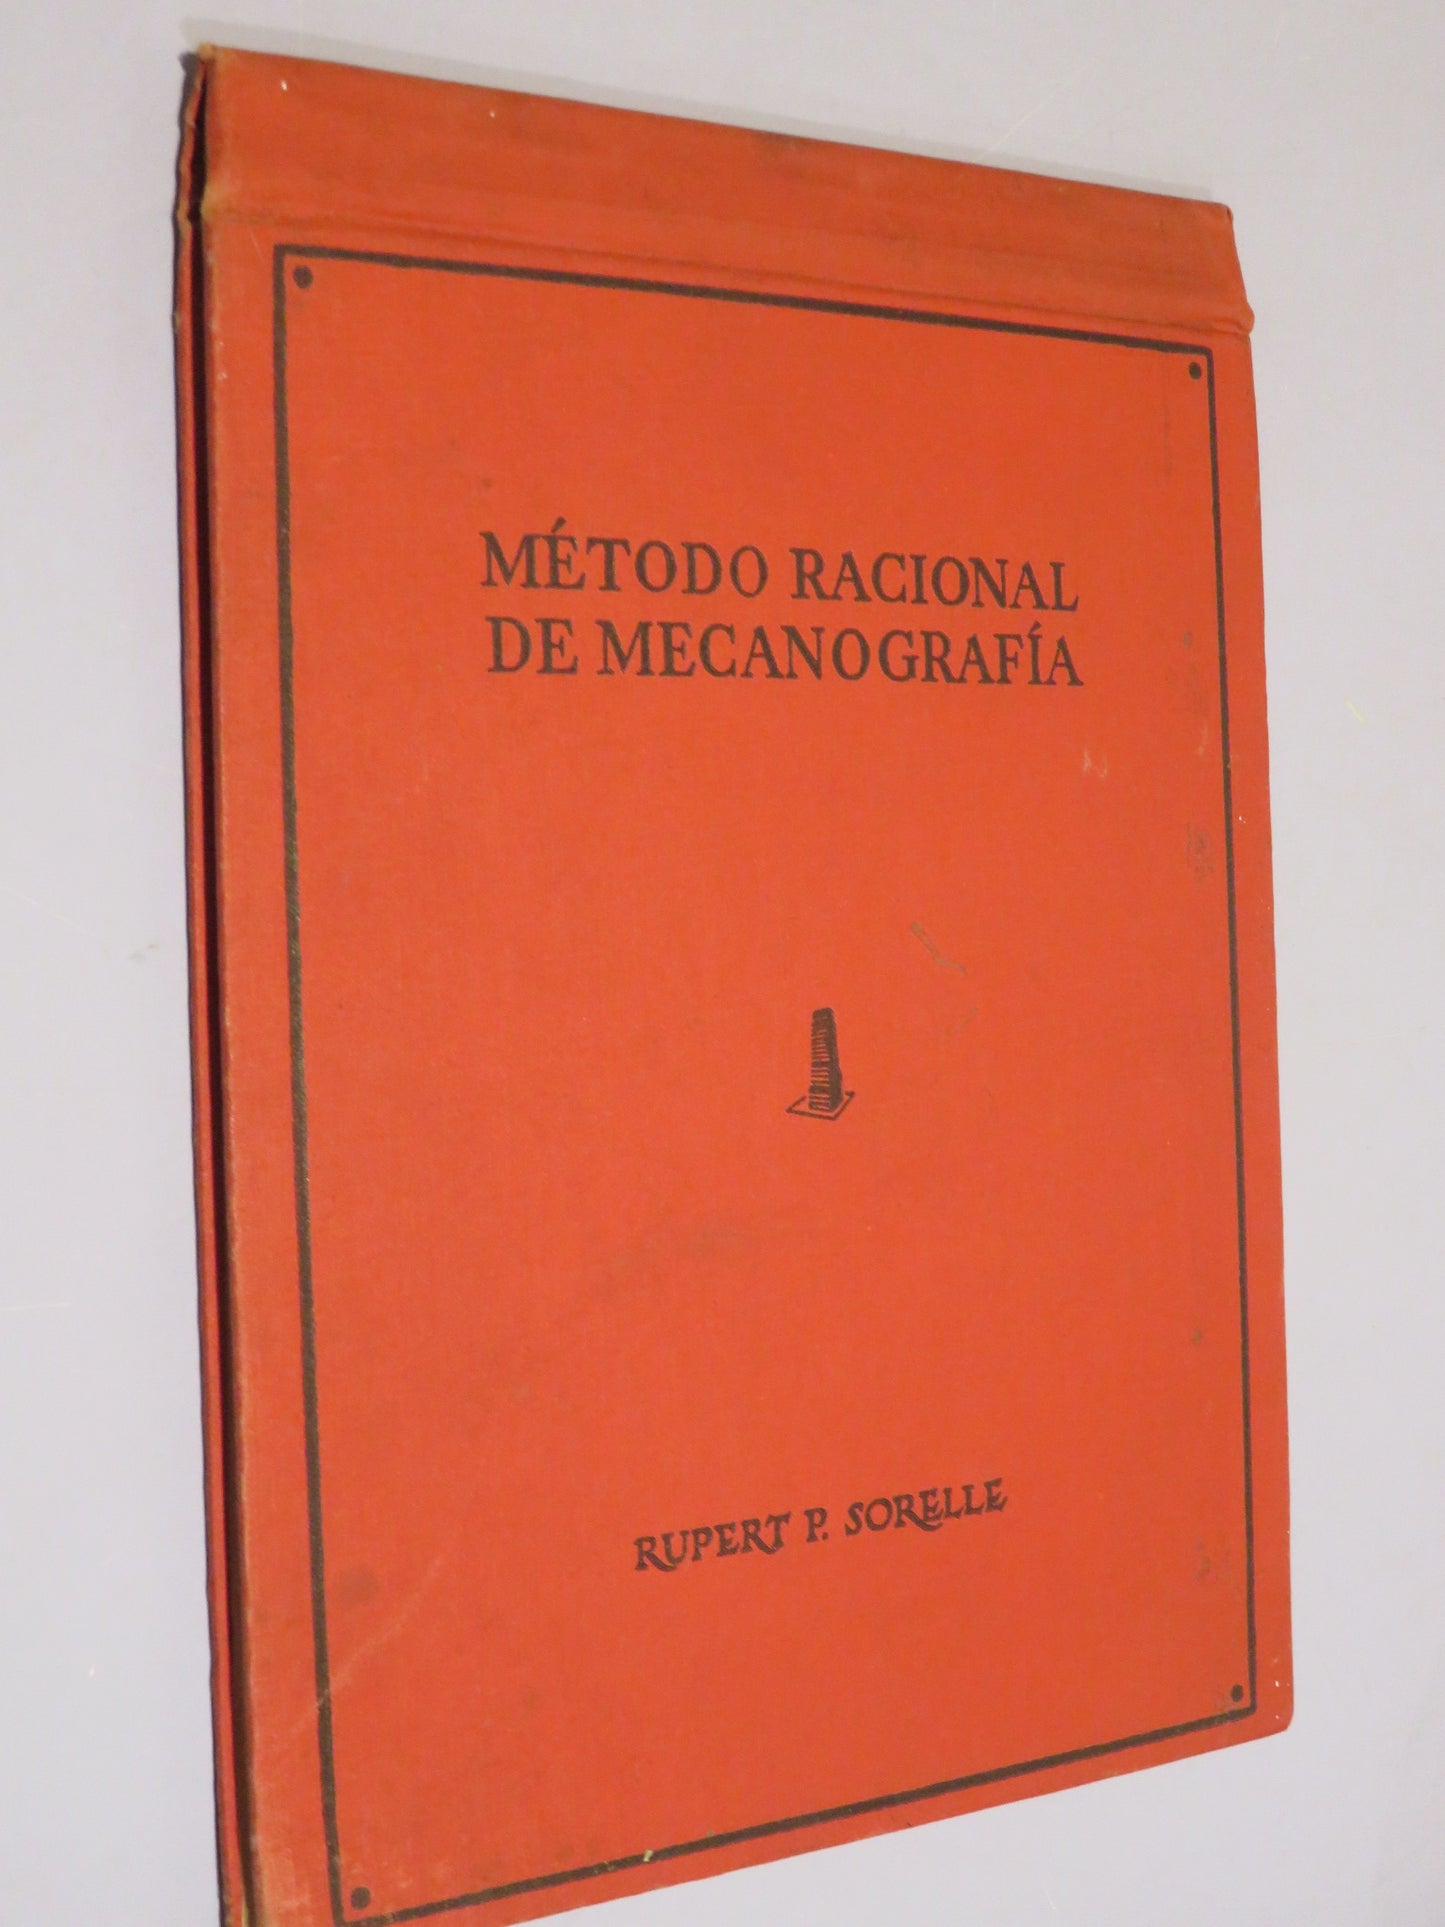 MÉTODO RACIONAL
DE MECANOGRAFÍA
RUPERT P. SORELLE